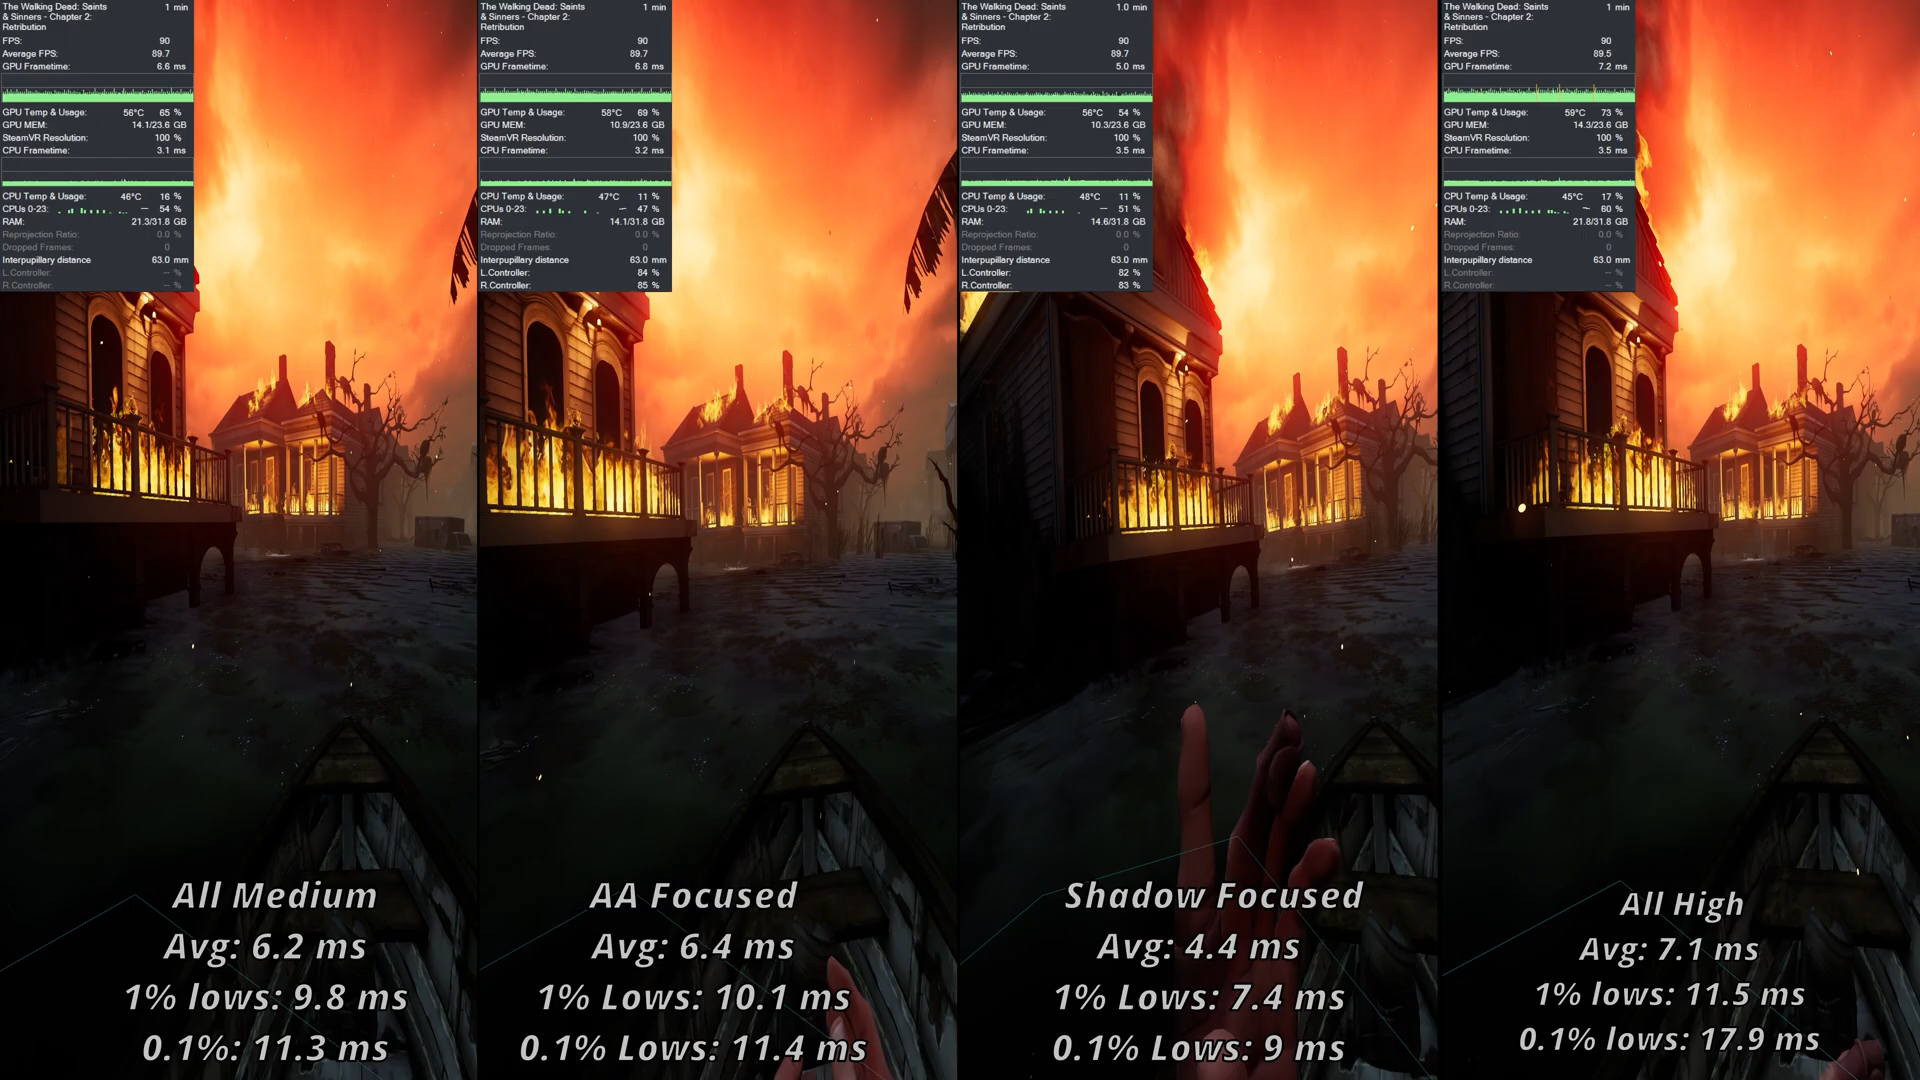 The Walking Dead: Saints & Sinners - Chapter 2: Retribution 1 min
FPS: 90
Average FPS: 89.7
GPU Frametime: 6.6 ms
GPU Temp & Usage: 56°C 65 %
GPU MEM: 14.1/23.6 GB
SteamVR Resolution: 100 %
CPU Frametime: 3.1 ms
CPU Temp & Usage: 46°C 16 %
CPUs 0-23: 54 %
RAM: 21.3/31.8 GB
Reprojection Ratio: 0.0 %
Dropped Frames: 0
Interpupillary distance 63.0 mm
L.Controller: -- %
R.Controller: -- %
All Medium
Avg: 6.2 ms
1% lows: 9.8 ms
0.1%: 11.3 ms
The Walking Dead: Saints & Sinners - Chapter 2: Retribution 1 min
FPS: 90
Average FPS: 89.7
GPU Frametime: 6.8 ms
GPU Temp & Usage: 58°C 69 %
GPU MEM: 10.9/23.6 GB
SteamVR Resolution: 100 %
CPU Frametime: 3.2 ms
CPU Temp & Usage: 47°C 11 %
CPUs 0-23: 47 %
RAM: 14.1/31.8 GB
Reprojection Ratio: 0.0 %
Dropped Frames: 0
Interpupillary distance 63.0 mm
L.Controller: 84 %
R.Controller: 85 %
AA Focused
Avg: 6.4 ms
1% Lows: 10.1 ms
0.1% Lows: 11.4 ms
The Walking Dead: Saints & Sinners - Chapter 2: Retribution 1.0 min
FPS: 90
Average FPS: 89.7
GPU Frametime: 5.0 ms
GPU Temp & Usage: 56°C 54 %
GPU MEM: 10.3/23.6 GB
SteamVR Resolution: 100 %
CPU Frametime: 3.5 ms
CPU Temp & Usage: 48°C 11 %
CPUs 0-23: 51 %
RAM: 14.6/31.8 GB
Reprojection Ratio: 0.0 %
Dropped Frames: 0
Interpupillary distance 63.0 mm
L.Controller: 82 %
R.Controller: 83 %
Shadow Focused
Avg: 4.4 ms
1% Lows: 7.4 ms
0.1% Lows: 9 ms
The Walking Dead: Saints & Sinners - Chapter 2: Retribution 1 min
FPS: 90
Average FPS: 89.5
GPU Frametime: 7.2 ms
GPU Temp & Usage: 59°C 73 %
GPU MEM: 14.3/23.6 GB
SteamVR Resolution: 100 %
CPU Frametime: 3.5 ms
CPU Temp & Usage: 45°C 17 %
CPUs 0-23: 60 %
RAM: 21.8/31.8 GB
Reprojection Ratio: 0.0 %
Dropped Frames: 0
Interpupillary distance 63.0 mm
L.Controller: -- %
R.Controller: -- %
All High
Avg: 7.1 ms
1% lows: 11.5 ms
0.1% lows: 17.9 ms